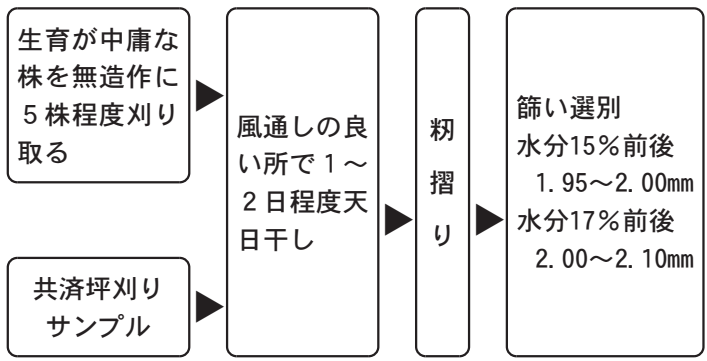 生育が中庸な
株を無造作に
５株程度刈り
取る
共済坪刈り
サンプル
風通しの良
い所で１～
２日程度天
日干し
籾
摺
り
篩い選別
水分15％前後
1.95～2.00㎜
水分17％前後
2.00～2.10㎜